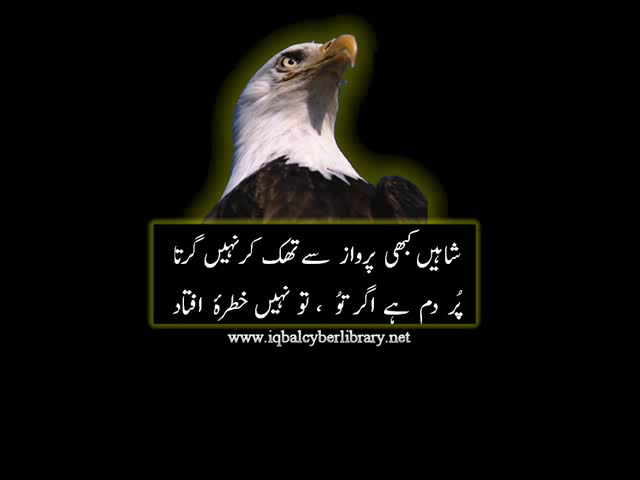 شاہیں کبھی پرواز سے تھک کر نہیں گرتا
پُر دم ہے اگر تُو ، تو نہیں خطرۂ افتاد
www.iqbalcyberlibrary.net